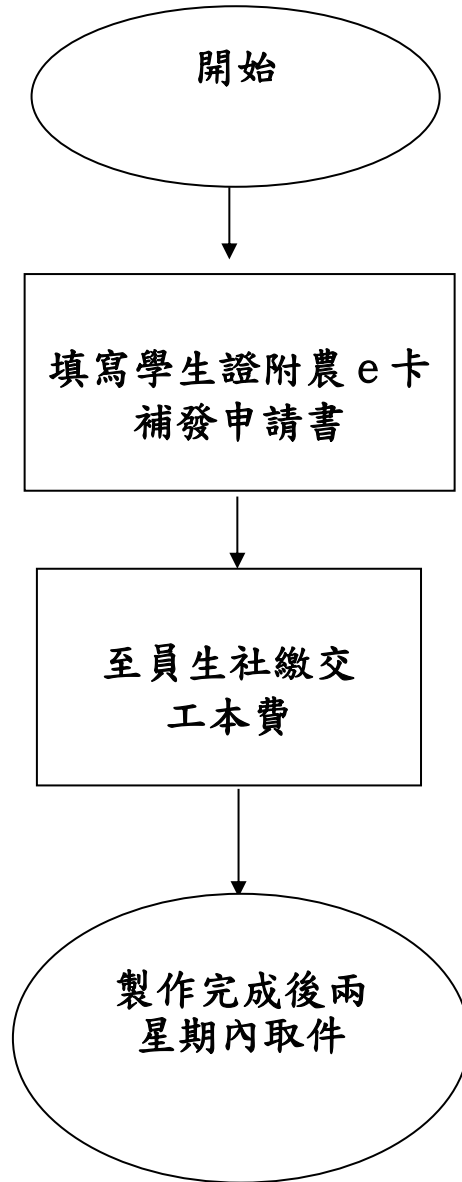 開始
填寫學生證附農e卡
補發申請書
至員生社繳交
工本費
製作完成後兩
星期內取件